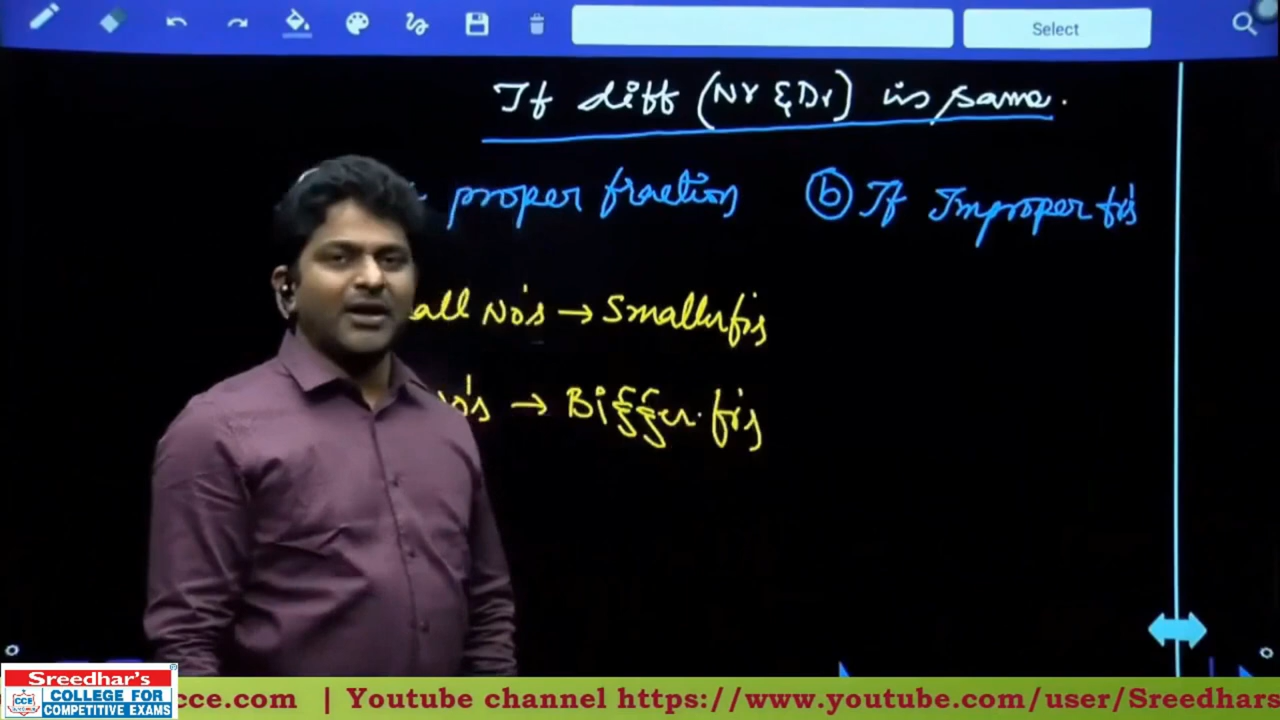 Select
If diff (Nr & Dr) is same.
proper fraction
ⓑ If Improper fr's
all No's → Smaller fr's
o's → Bigger fr's
Sreedhar's
CCE
COLLEGE FOR
COMPETITIVE EXAMS
cce.com | Youtube channel https://www.youtube.com/user/Sreedhars